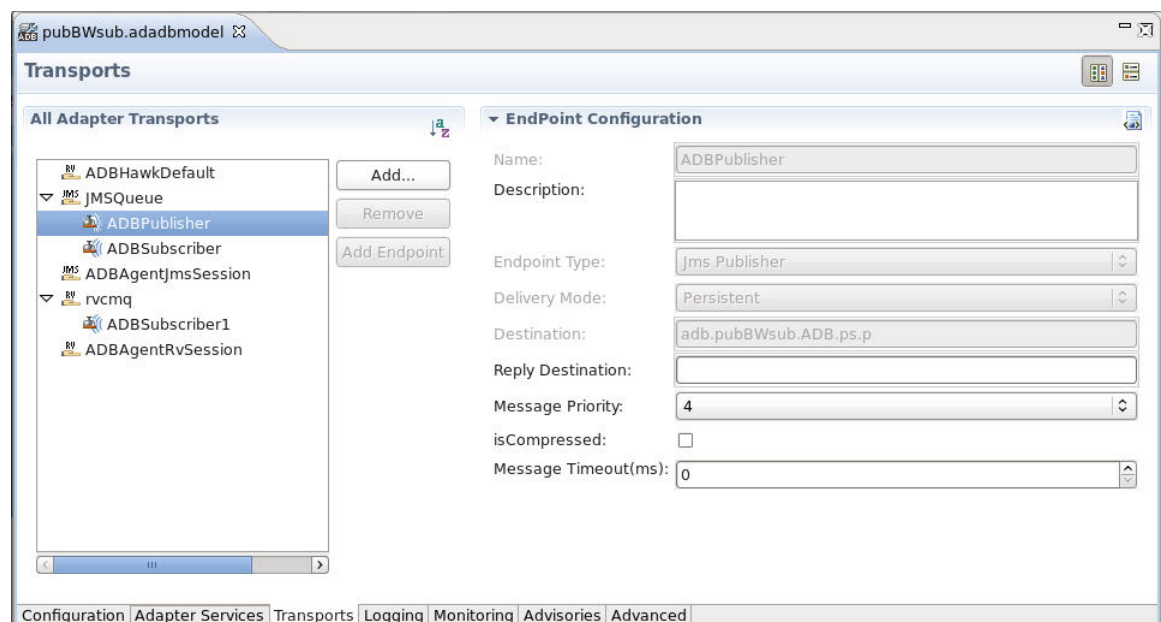 pubBWsub.adadbmodel
Transports
All Adapter Transports
ADBHawkDefault
JMSQueue
ADBPublisher
ADBSubscriber
ADBAgentJmsSession
rvcmq
ADBSubscriber1
ADBAgentRvSession
Add...
Remove
Add Endpoint
EndPoint Configuration
Name: ADBPublisher
Description:
Endpoint Type: Jms Publisher
Delivery Mode: Persistent
Destination: adb.pubBWsub.ADB.ps.p
Reply Destination:
Message Priority: 4
isCompressed:
Message Timeout(ms): 0
Configuration Adapter Services Transports Logging Monitoring Advisories Advanced